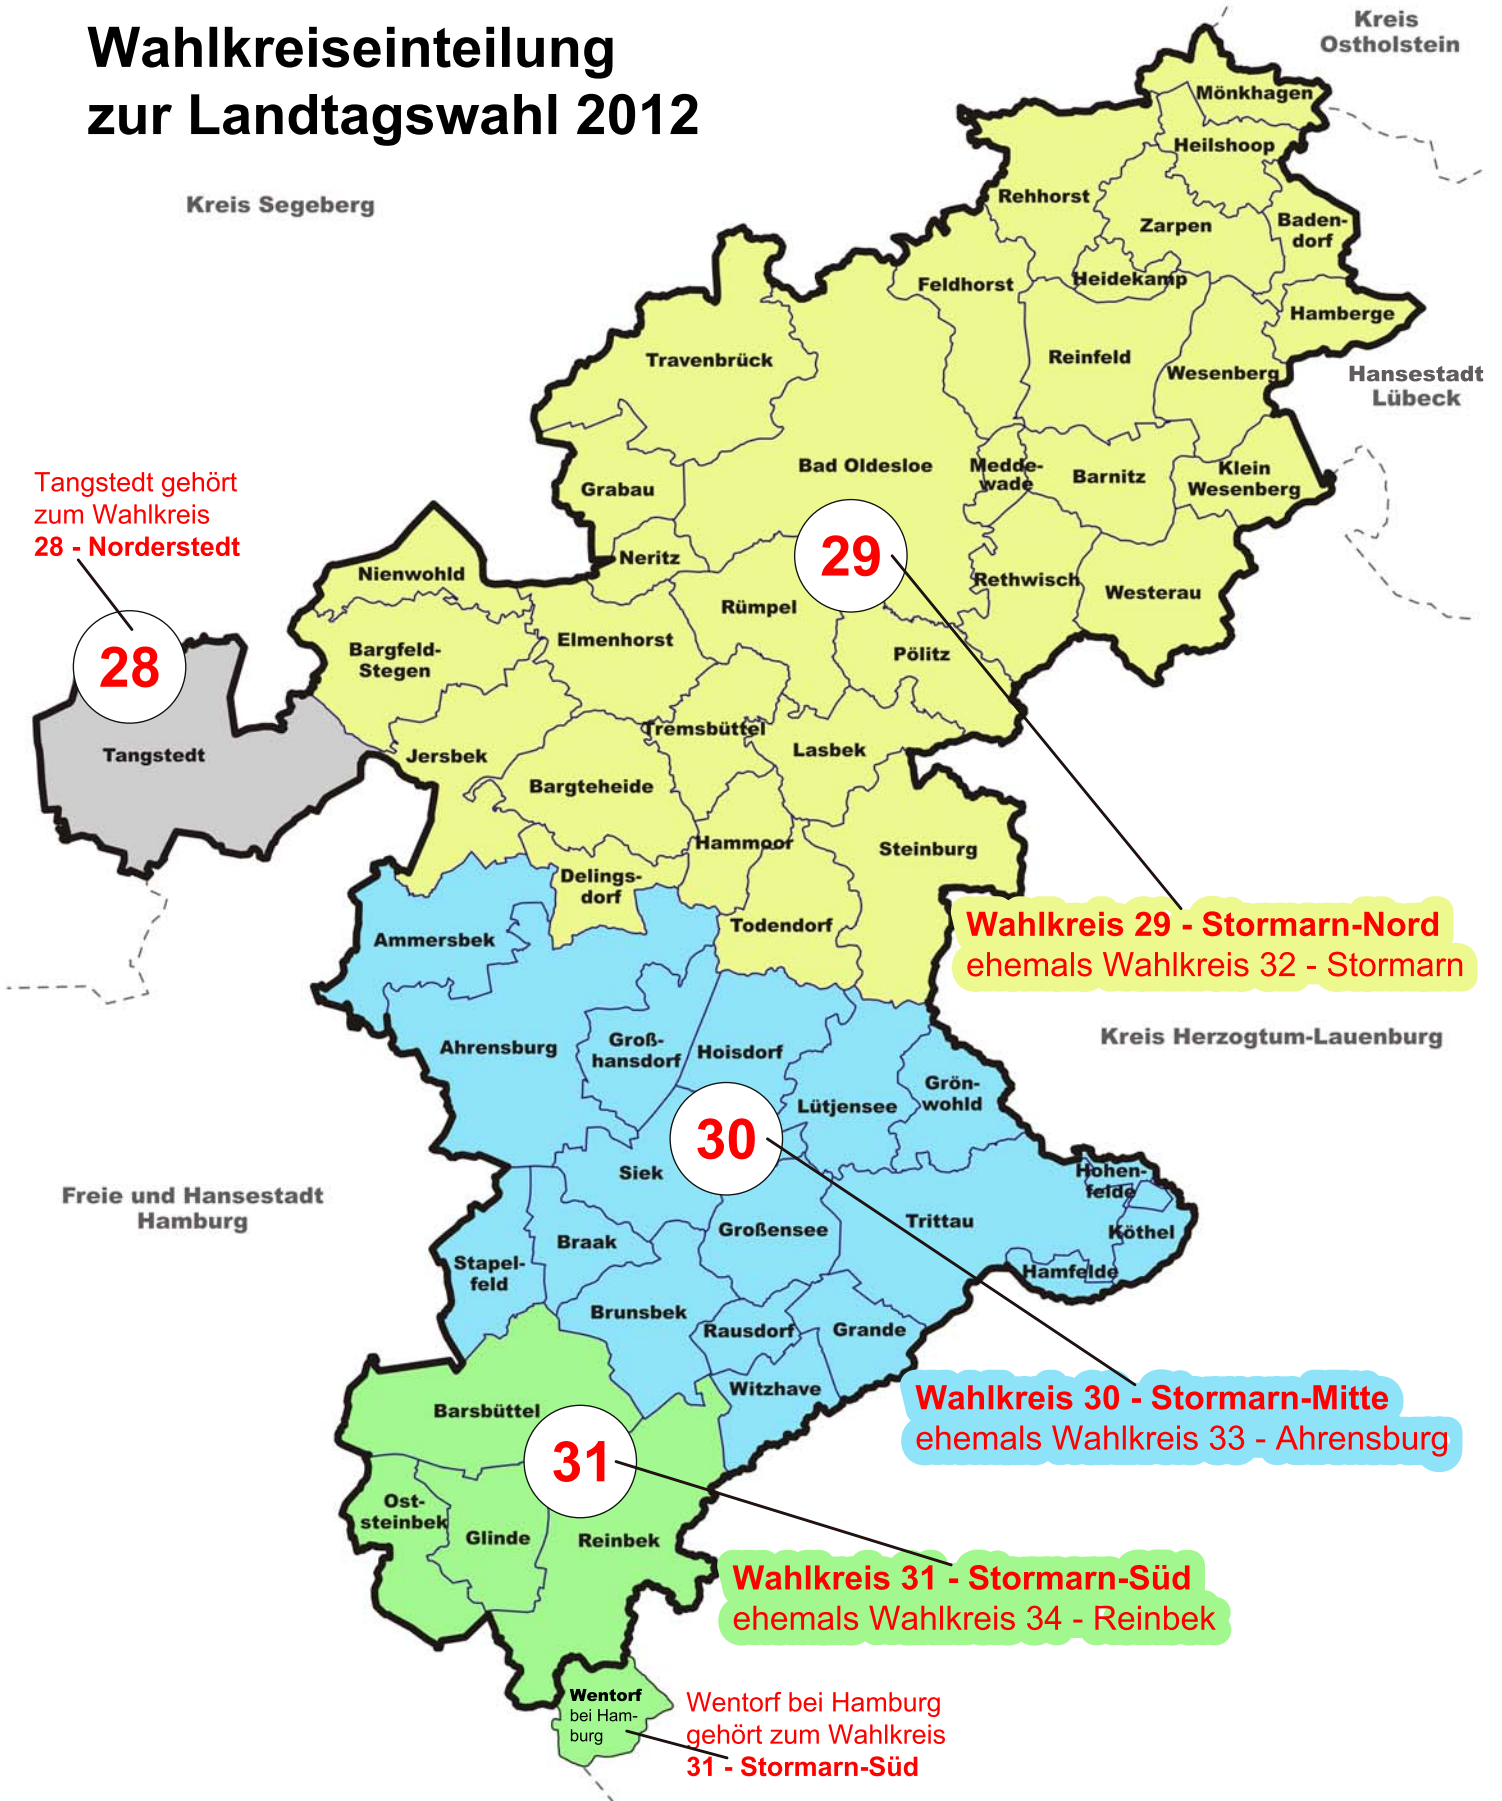 Wahlkreiseinteilung
zur Landtagswahl 2012
Kreis
Ostholstein
Kreis Segeberg
Mönkhagen
Heilshoop
Rehhorst
Zarpen
Baden-
dorf
Feldhorst
Heidekamp
Hamberge
Travenbrück
Reinfeld
Wesenberg
Hansestadt
Lübeck
Bad Oldesloe
Medde-
wade
Barnitz
Klein
Wesenberg
Grabau
Tangstedt gehört
zum Wahlkreis
28 - Norderstedt
29
Neritz
Nienwohld
Rethwisch
Westerau
Rümpel
Elmenhorst
Bargfeld-
Stegen
Pölitz
28
Tangstedt
Tremsbüttel
Lasbek
Jersbek
Bargteheide
Hammoor
Steinburg
Delings-
dorf
Todendorf
Wahlkreis 29 - Stormarn-Nord
ehemals Wahlkreis 32 - Stormarn
Ammersbek
Kreis Herzogtum-Lauenburg
Ahrensburg
Groß-
hansdorf
Hoisdorf
Grön-
wohld
Lütjensee
30
Siek
Hohen-
felde
Freie und Hansestadt
Hamburg
Großensee
Trittau
Köthel
Braak
Stapel-
feld
Hamfelde
Brunsbek
Rausdorf
Grande
Witzhave
Wahlkreis 30 - Stormarn-Mitte
ehemals Wahlkreis 33 - Ahrensburg
Barsbüttel
31
Ost-
steinbek
Glinde
Reinbek
Wahlkreis 31 - Stormarn-Süd
ehemals Wahlkreis 34 - Reinbek
Wentorf
bei Ham-
burg
Wentorf bei Hamburg
gehört zum Wahlkreis
31 - Stormarn-Süd